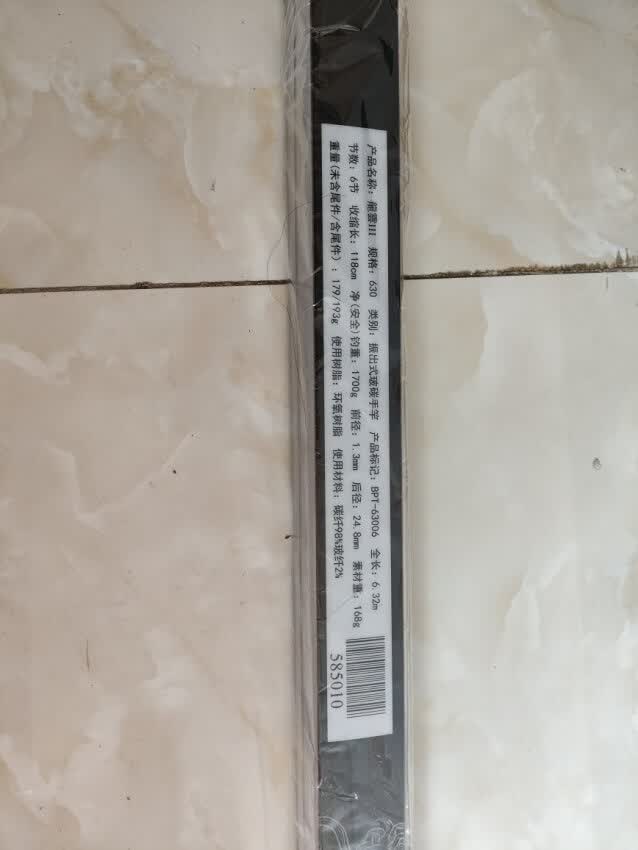 产品名称：龍雲III 规格：630 类别：振出式玻碳手竿 产品标记：BPT-63006 全长：6.32m
节数：6节 收缩长：118cm 净(安全)钓重：1700g 前径：1.3mm 后径：24.8mm 素材重：168g
重量(未含尾件/含尾件)：179/193g 使用树脂：环氧树脂 使用材料：碳纤98%玻纤2%
585010